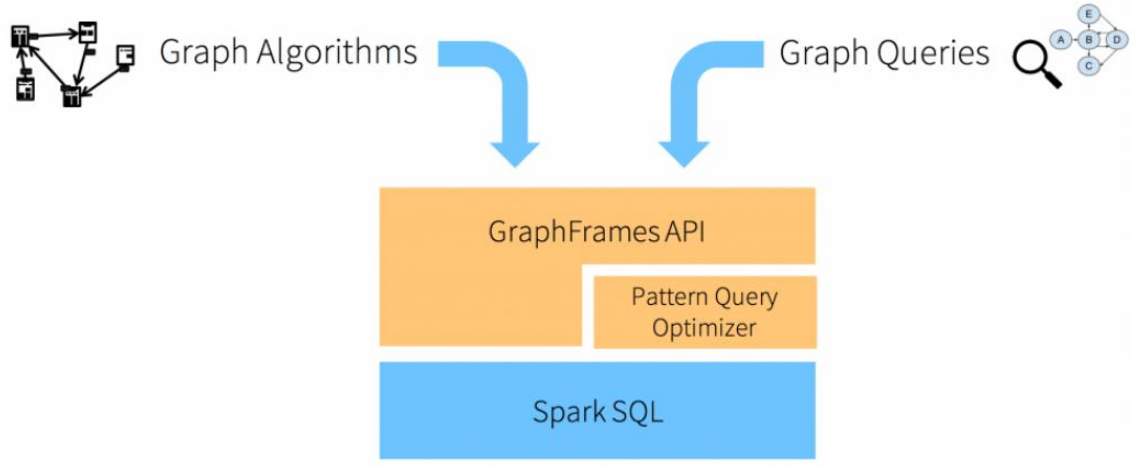 Graph Algorithms
Graph Queries
E
A
B
D
C
GraphFrames API
Pattern Query
Optimizer
Spark SQL